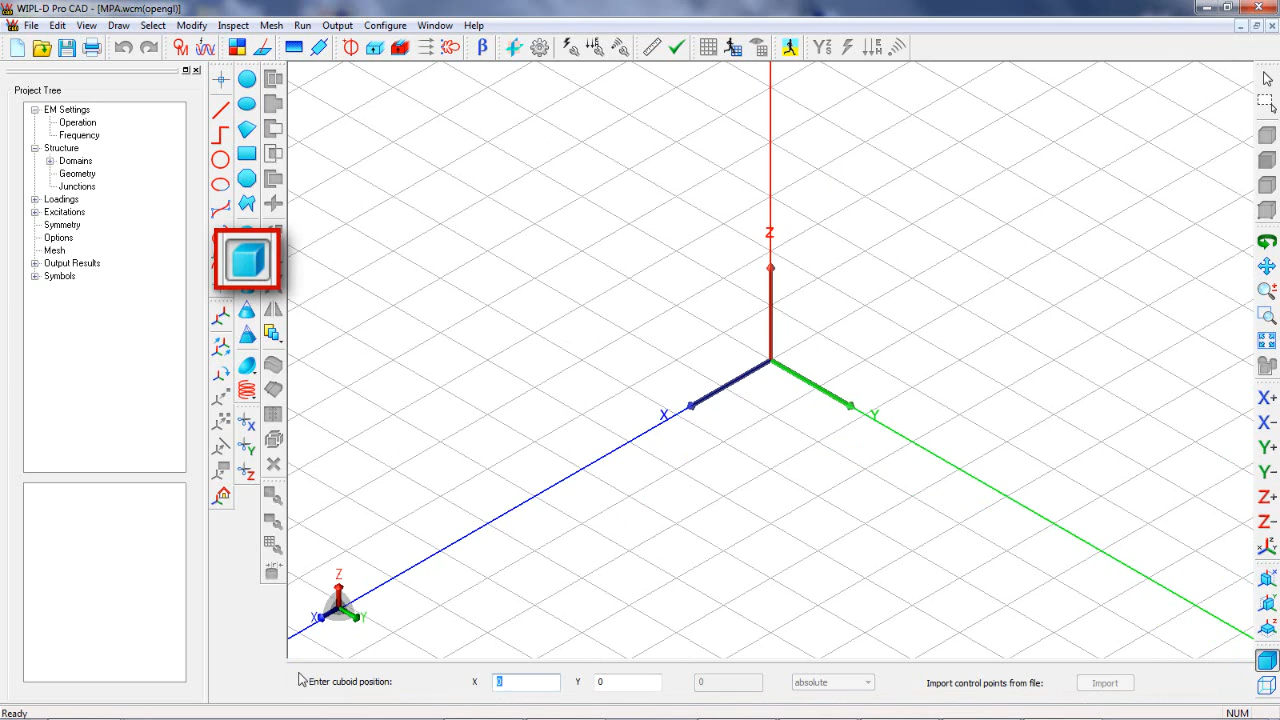 WIPL-D Pro CAD - [MPA.wcm(opengl)]
File Edit View Draw Select Modify Inspect Mesh Run Output Configure Window Help
β
YZS
Project Tree
EM Settings
Operation
Frequency
Structure
Domains
Geometry
Junctions
Loadings
Excitations
Symmetry
Options
Mesh
Output Results
Symbols
Z
X
Y
X
Y
Z
Z
X
Y
X+
X-
Y+
Y-
Z+
Z-
Enter cuboid position: X 0 Y 0 0 absolute Import control points from file: Import
Ready NUM